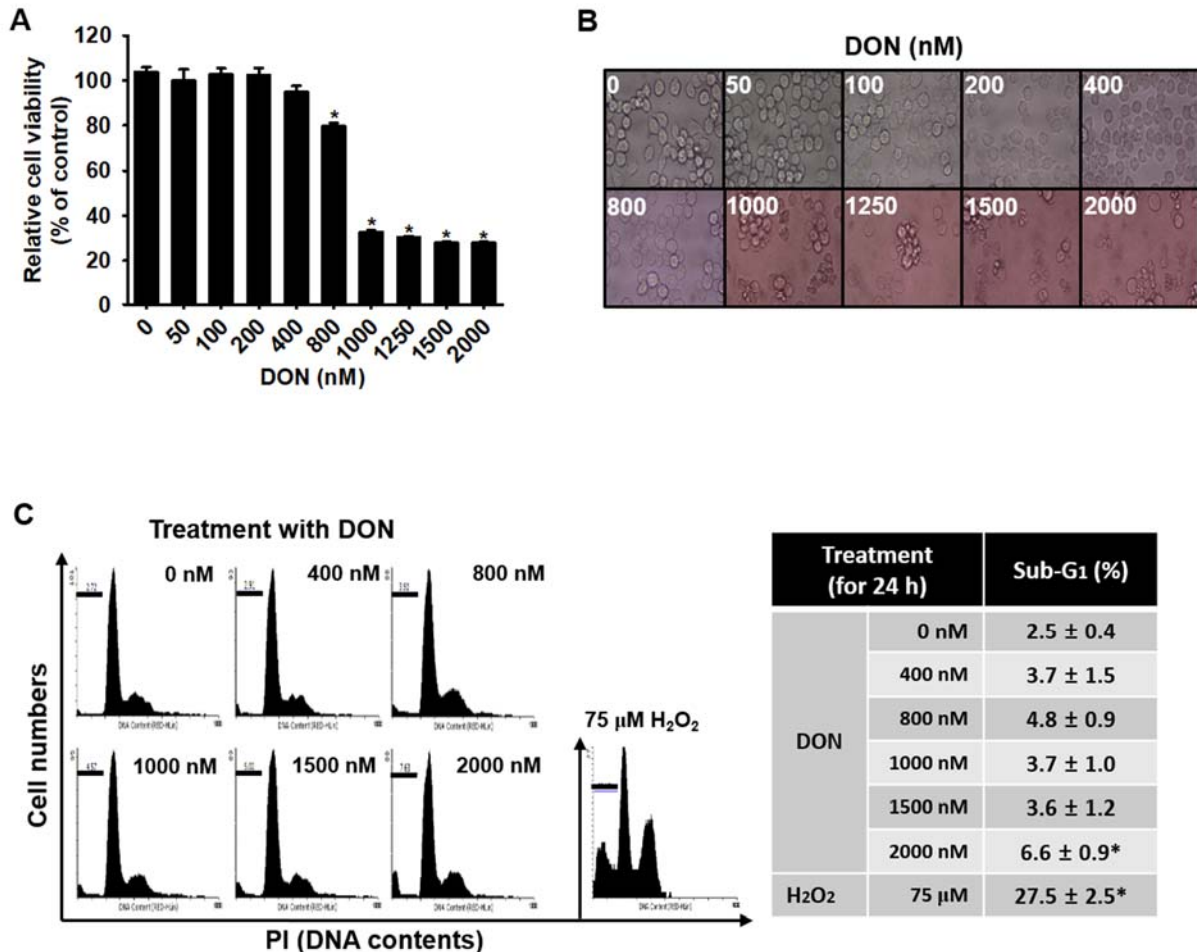 A
Relative cell viability
(% of control)
120
100
80
60
40
20
0
*
*
*
*
*
0
50
100
200
400
800
1000
1250
1500
2000
DON (nM)
B
DON (nM)
0
50
100
200
400
800
1000
1250
1500
2000
C
Treatment with DON
0 nM
400 nM
800 nM
1000 nM
1500 nM
2000 nM
75 μM H₂O₂
Cell numbers
PI (DNA contents)
Treatment
(for 24 h)
Sub-G₁ (%)
DON
0 nM
2.5 ± 0.4
400 nM
3.7 ± 1.5
800 nM
4.8 ± 0.9
1000 nM
3.7 ± 1.0
1500 nM
3.6 ± 1.2
2000 nM
6.6 ± 0.9*
H₂O₂
75 μM
27.5 ± 2.5*